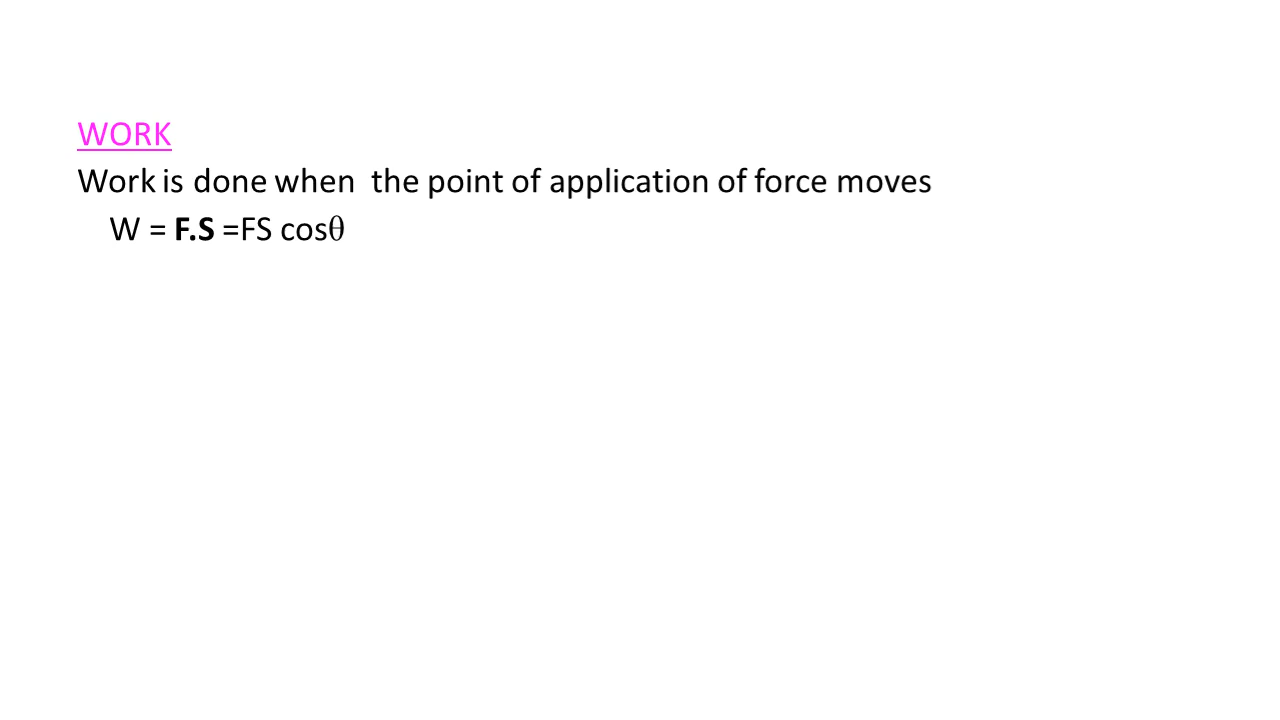 WORK
Work is done when the point of application of force moves
W = F.S =FS cosθ